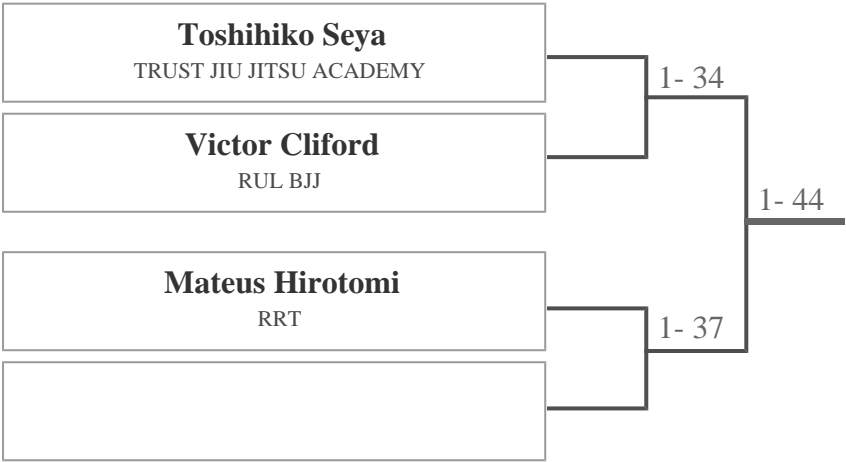 Toshihiko Seya
TRUST JIU JITSU ACADEMY
1- 34
Victor Cliford
RUL BJJ
1- 44
Mateus Hirotomi
RRT
1- 37